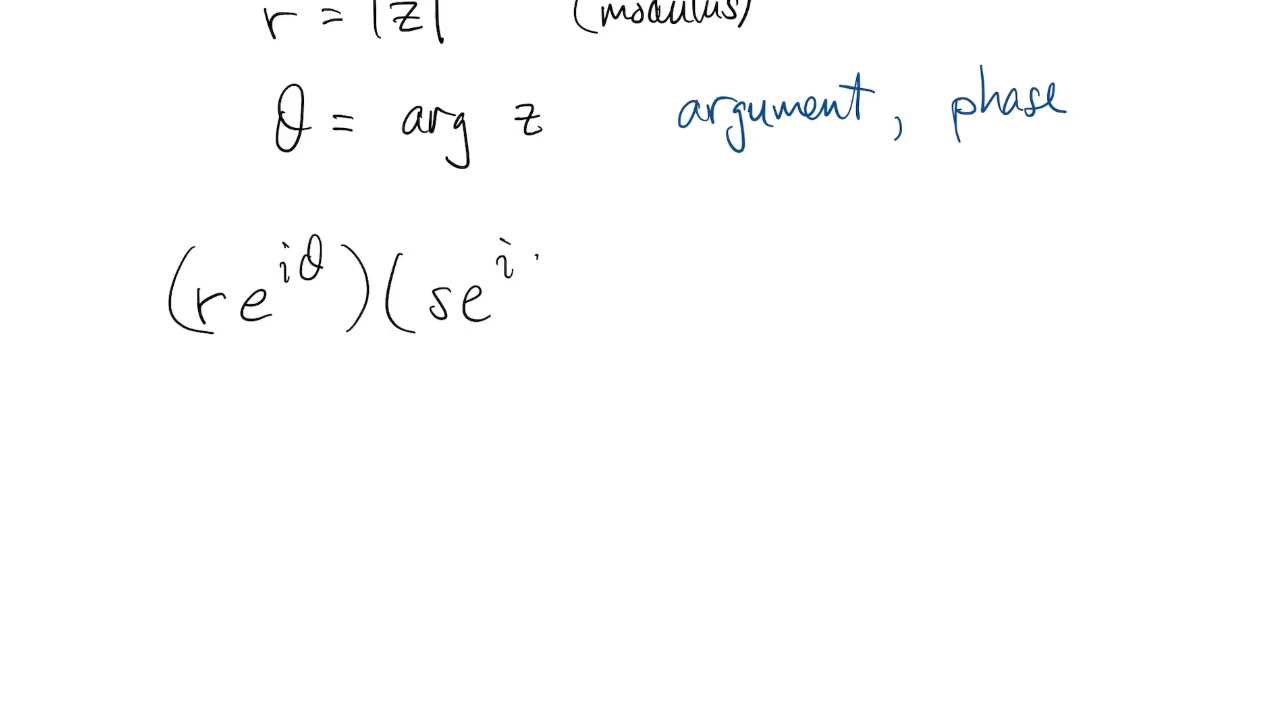 r = |z| (modulus)
θ = arg z argument, phase
(re^{iθ})(se^{i